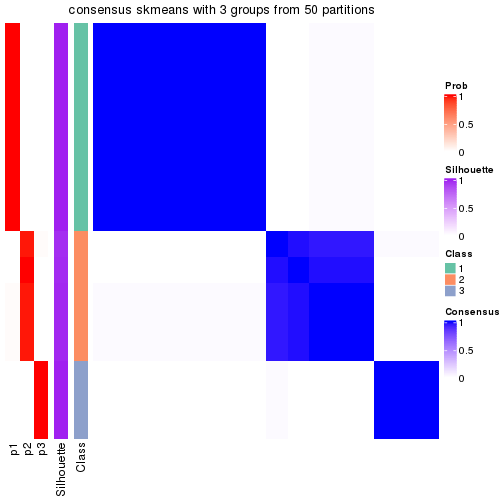 consensus skmeans with 3 groups from 50 partitions
Prob
1
0.5
0
Silhouette
1
0.5
0
Class
1
2
3
Consensus
1
0.5
0
p1
p2
p3
Silhouette
Class